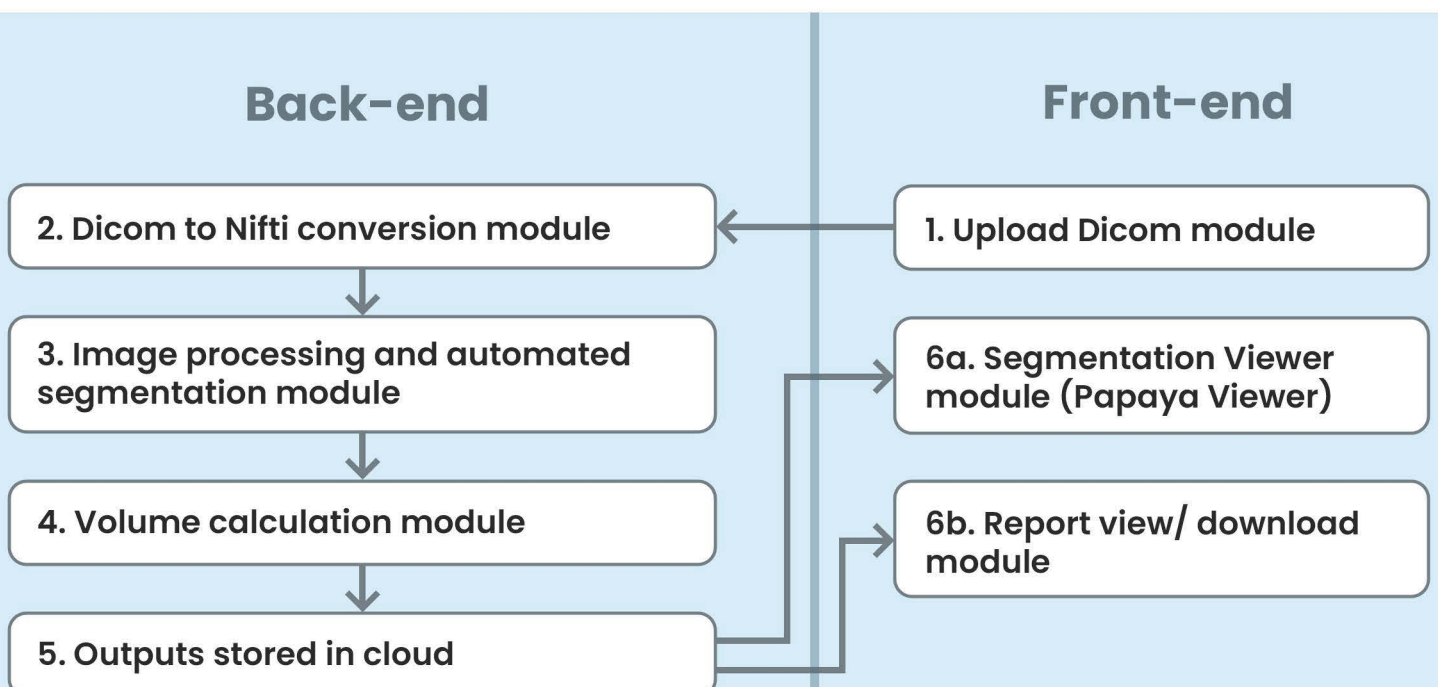 Back-end
2. Dicom to Nifti conversion module
3. Image processing and automated
segmentation module
4. Volume calculation module
5. Outputs stored in cloud
Front-end
1. Upload Dicom module
6a. Segmentation Viewer
module (Papaya Viewer)
6b. Report view/ download
module